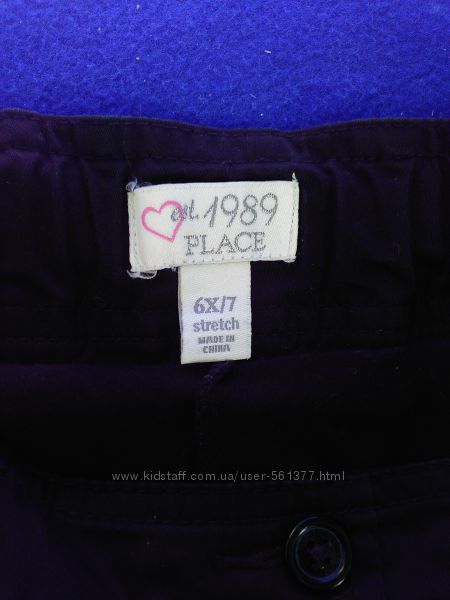 est. 1989
PLACE
6X/7
stretch
MADE IN
CHINA
www.kidstaff.com.ua/user-561377.html